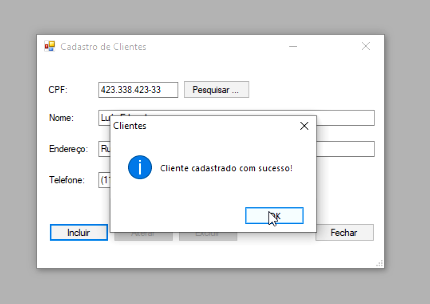 Cadastro de Clientes
CPF: 423.338.423-33 Pesquisar ...
Nome:
Clientes
Endereço:
Cliente cadastrado com sucesso!
Telefone:
Incluir
Fechar